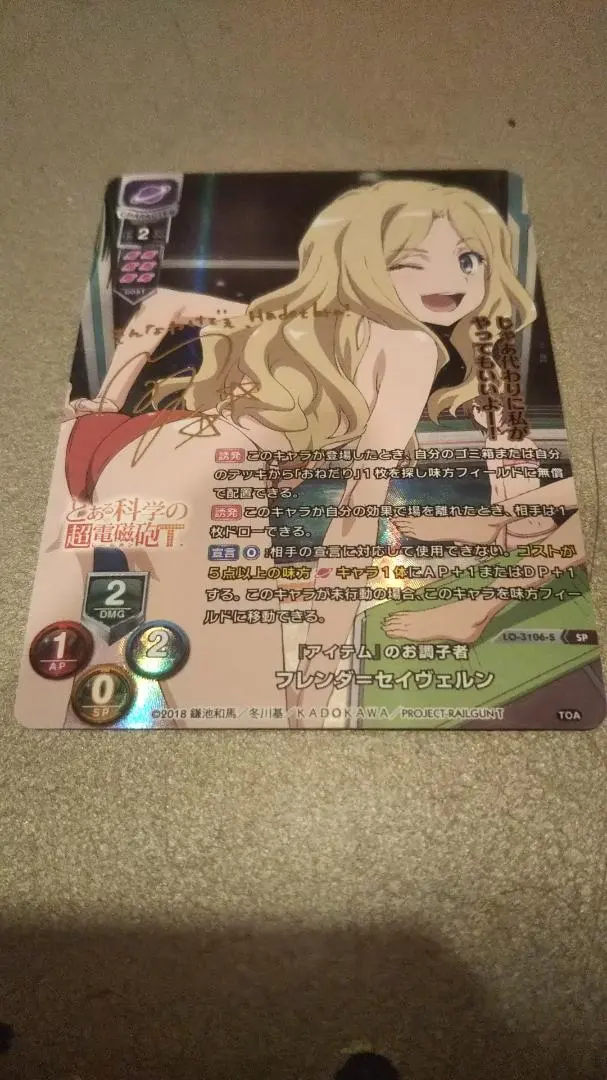 CHARACTER
2
COST
じゃあ代わりに私が
やってもいいよー!
誘発 このキャラが登場したとき、自分のゴミ箱または自分
のデッキから「おねだり」1枚を探し味方フィールドに無償
で配置できる。
誘発 このキャラが自分の効果で場を離れたとき、相手は1
枚ドローできる。
宣言 0:相手の宣言に対応して使用できない。コストが
5点以上の味方 キャラ1体にAP+1またはDP+1
する。このキャラが未行動の場合、このキャラを味方フィー
ルドに移動できる。
とある科学の
超電磁砲T
2
DMG
1
AP
2
0
SP
LO-3106-S SP
『アイテム』のお調子者
フレンダ=セイヴェルン
©2018 鎌池和馬/冬川基/KADOKAWA/PROJECT-RAILGUN T
TOA